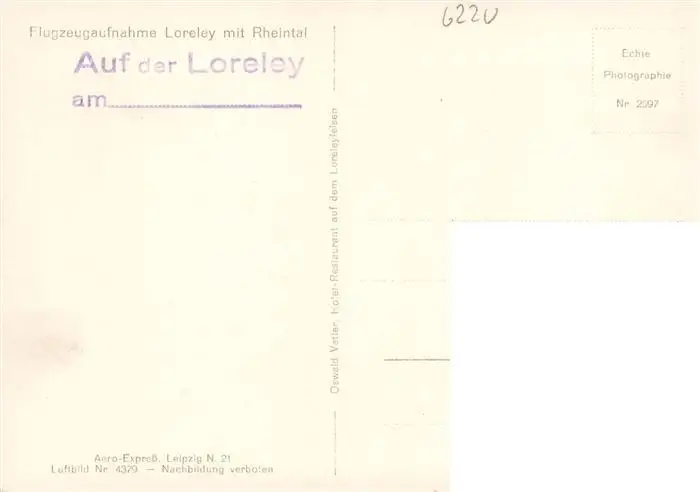 Flugzeugaufnahme Loreley mit Rheintal
Auf der Loreley
am
Oswald Vetter, Hotel-Restaurant auf dem Loreleyfelsen
6220
Echte
Photographie
Nr. 2597
Aero-Expreß, Leipzig N. 21
Luftbild Nr. 4379 — Nachbildung verboten